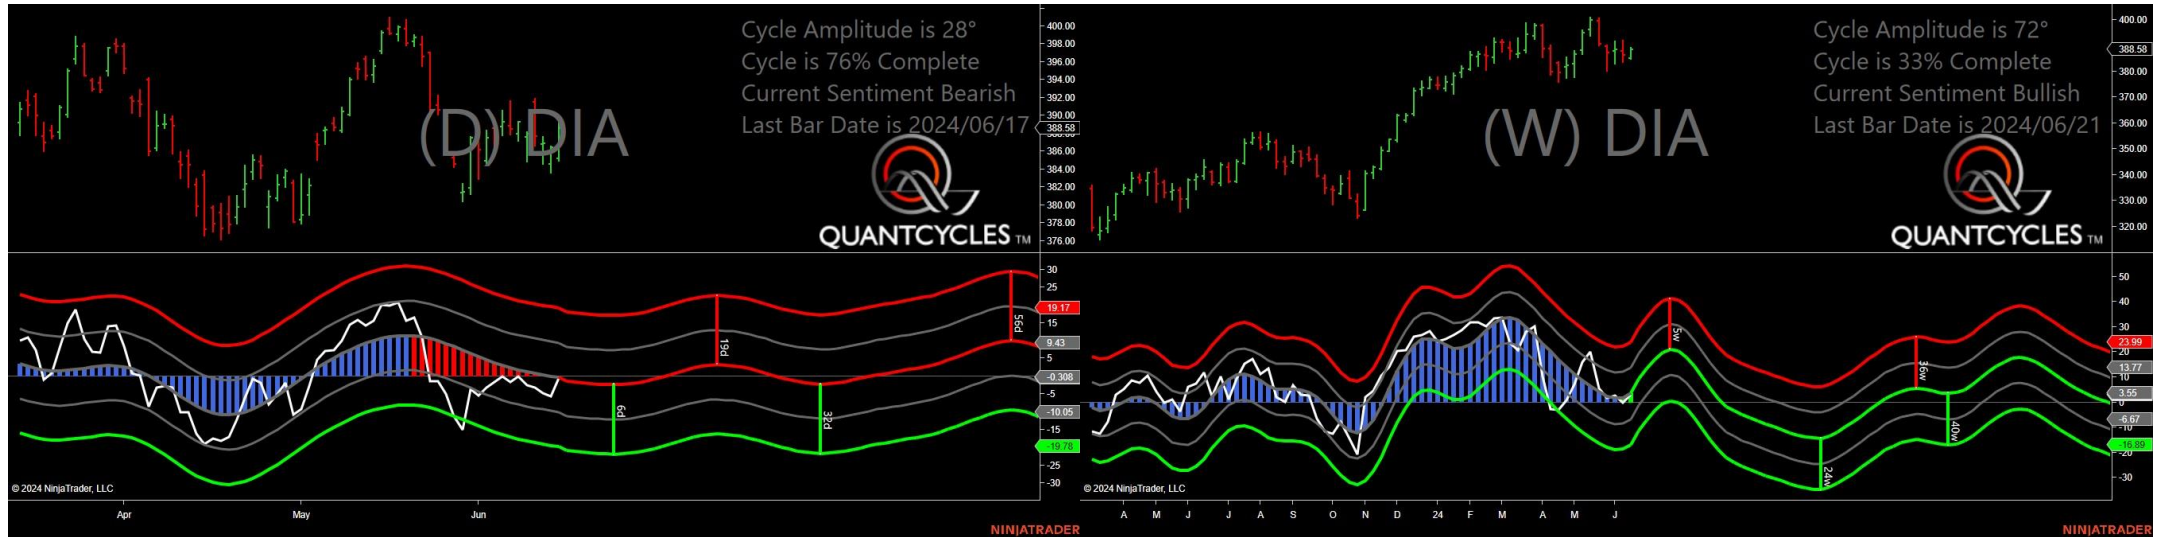 Cycle Amplitude is 28°
Cycle is 76% Complete
Current Sentiment Bearish
Last Bar Date is 2024/06/17
(D) DIA
QUANTCYCLES TM
400.00
398.00
396.00
394.00
392.00
390.00
388.58
386.00
384.00
382.00
380.00
378.00
376.00
30
25
19.17
15
9.43
5
-0.308
-5
-10.05
-15
-19.78
-25
-30
19d
56d
6d
32d
© 2024 NinjaTrader, LLC
Apr May Jun
NINJATRADER
Cycle Amplitude is 72°
Cycle is 33% Complete
Current Sentiment Bullish
Last Bar Date is 2024/06/21
(W) DIA
QUANTCYCLES TM
400.00
388.58
380.00
370.00
360.00
350.00
340.00
330.00
320.00
50
40
30
23.99
20
13.77
10
3.55
0
-6.67
-10
-16.89
-20
-30
5w
36w
24w
40w
© 2024 NinjaTrader, LLC
A M J J A S O N D 24 F M A M J
NINJATRADER